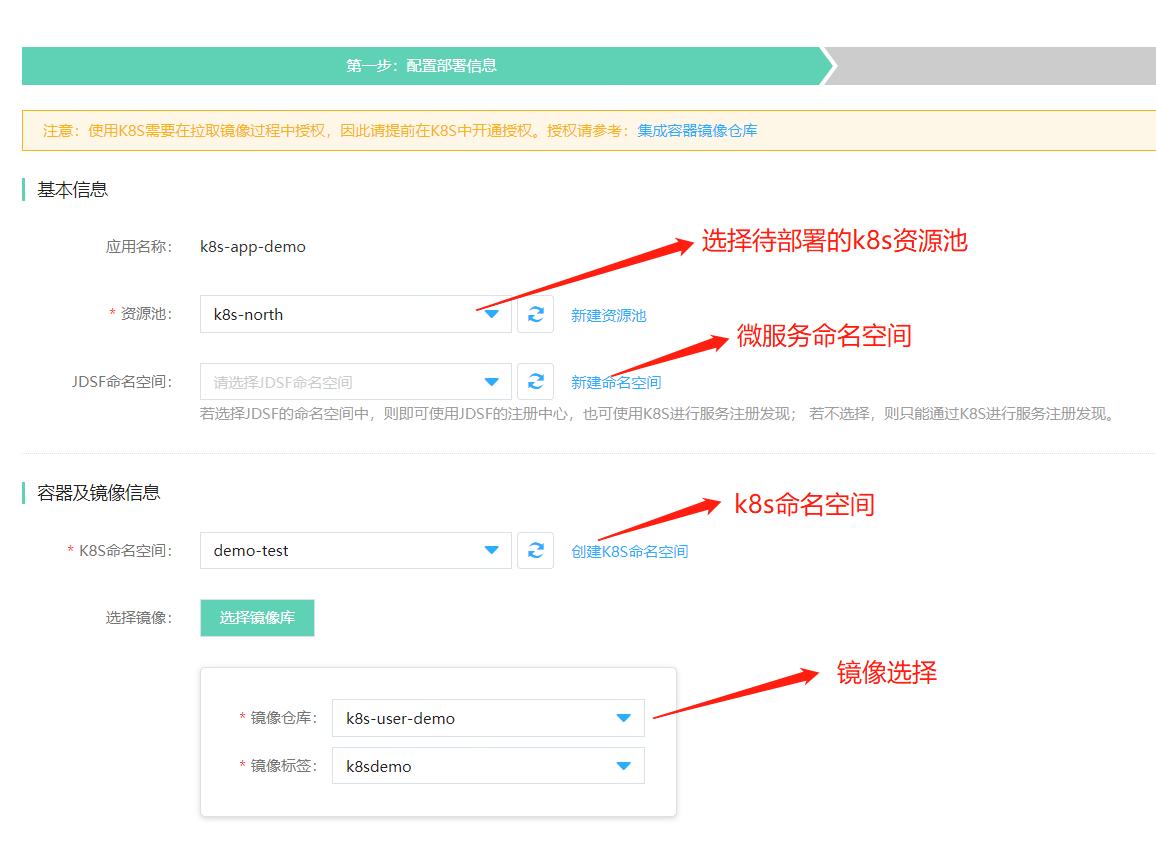 第一步：配置部署信息
注意：使用K8S需要在拉取镜像过程中授权，因此请提前在K8S中开通授权。授权请参考：集成容器镜像仓库
基本信息
应用名称： k8s-app-demo
选择待部署的k8s资源池
* 资源池： k8s-north 新建资源池
微服务命名空间
JDSF命名空间： 请选择JDSF命名空间 新建命名空间
若选择JDSF的命名空间中，则即可使用JDSF的注册中心，也可使用K8S进行服务注册发现； 若不选择，则只能通过K8S进行服务注册发现。
容器及镜像信息
k8s命名空间
* K8S命名空间： demo-test 创建K8S命名空间
选择镜像： 选择镜像库
镜像选择
* 镜像仓库： k8s-user-demo
* 镜像标签： k8sdemo